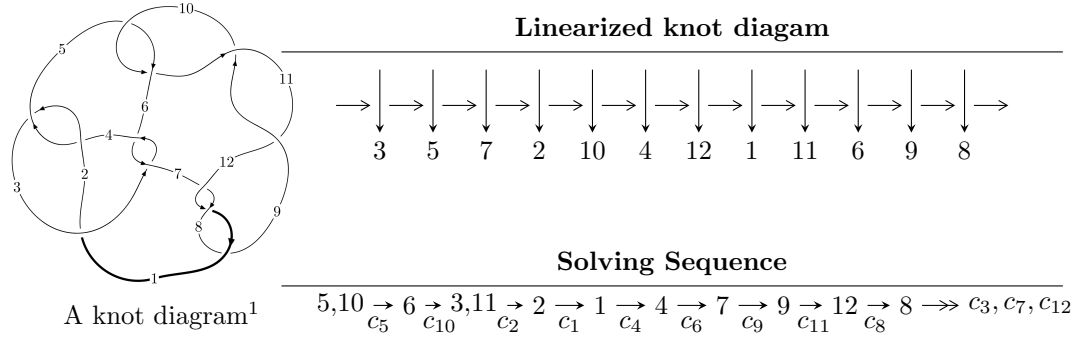 10
5
11
6
4
12
2
7
3
9
8
1
A knot diagram¹
Linearized knot diagam
3 5 7 2 10 4 12 1 11 6 9 8
Solving Sequence
5,10 → 6 → 3,11 → 2 → 1 → 4 → 7 → 9 → 12 → 8 →→ c₃, c₇, c₁₂
c₅ c₁₀ c₂ c₁ c₄ c₆ c₉ c₁₁ c₈